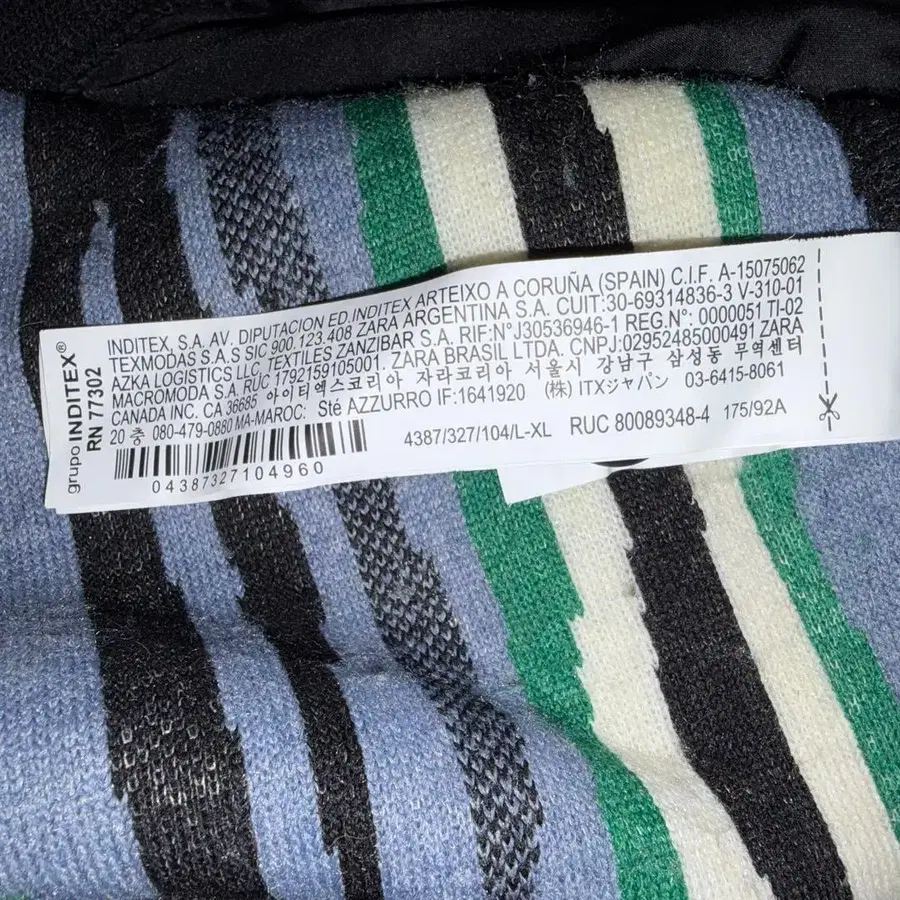 grupo INDITEX®
RN 77302
INDITEX, S.A. AV. DIPUTACION ED.INDITEX ARTEIXO A CORUÑA (SPAIN) C.I.F. A-15075062
TEXMODAS S.A.S SIC 900.123.408 ZARA ARGENTINA S.A. CUIT:30-69314836-3 V-310-01
AZKA LOGISTICS LLC TEXTILES ZANZIBAR S.A. RIF:N°J30536946-1 REG.N°: 0000051 TI-02
MACROMODA S.A. RUC 1792159105001. ZARA BRASIL LTDA. CNPJ:02952485000491 ZARA
CANADA INC. CA 36685 아이티엑스코리아 자라코리아 서울시 강남구 삼성동 무역센터
20 층 080-479-0880 MA-MAROC: Sté AZZURRO IF:1641920 (株) ITXジャパン 03-6415-8061
4387/327/104/L-XL RUC 80089348-4 175/92A
04387327104960